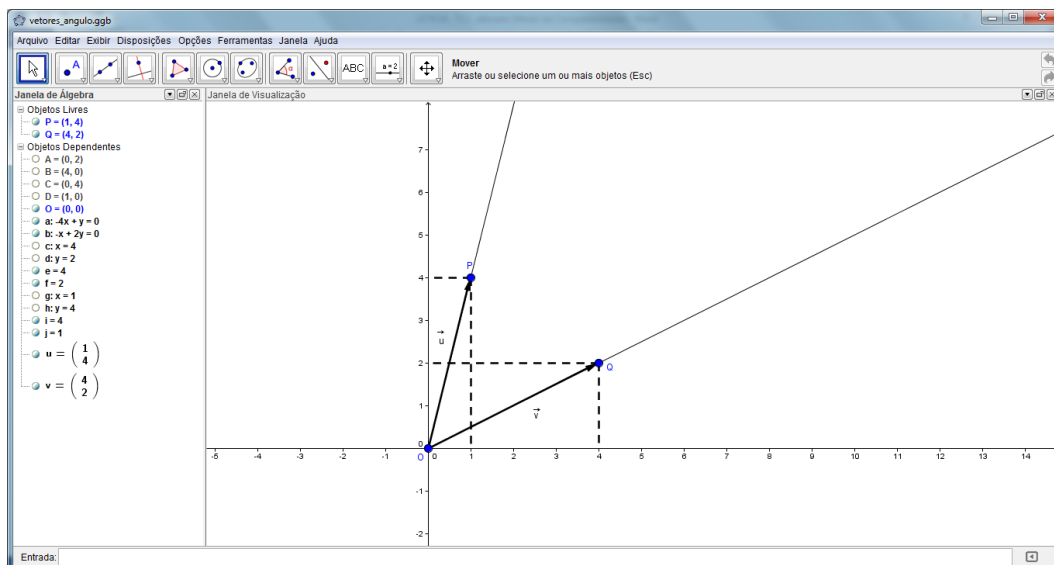 vetores_angulo.ggb
Arquivo Editar Exibir Disposições Opções Ferramentas Janela Ajuda
A
α
ABC
a = 2
Mover
Arraste ou selecione um ou mais objetos (Esc)
Janela de Álgebra
Janela de Visualização
Objetos Livres
P = (1, 4)
Q = (4, 2)
Objetos Dependentes
A = (0, 2)
B = (4, 0)
C = (0, 4)
D = (1, 0)
O = (0, 0)
a: -4x + y = 0
b: -x + 2y = 0
c: x = 4
d: y = 2
e = 4
f = 2
g: x = 1
h: y = 4
i = 4
j = 1
u = ( 1 4 )
v = ( 4 2 )
7
6
5
P
4
3
u
2
Q
1
v
0
O
-5 -4 -3 -2 -1 0 1 2 3 4 5 6 7 8 9 10 11 12 13 14
-1
-2
Entrada: